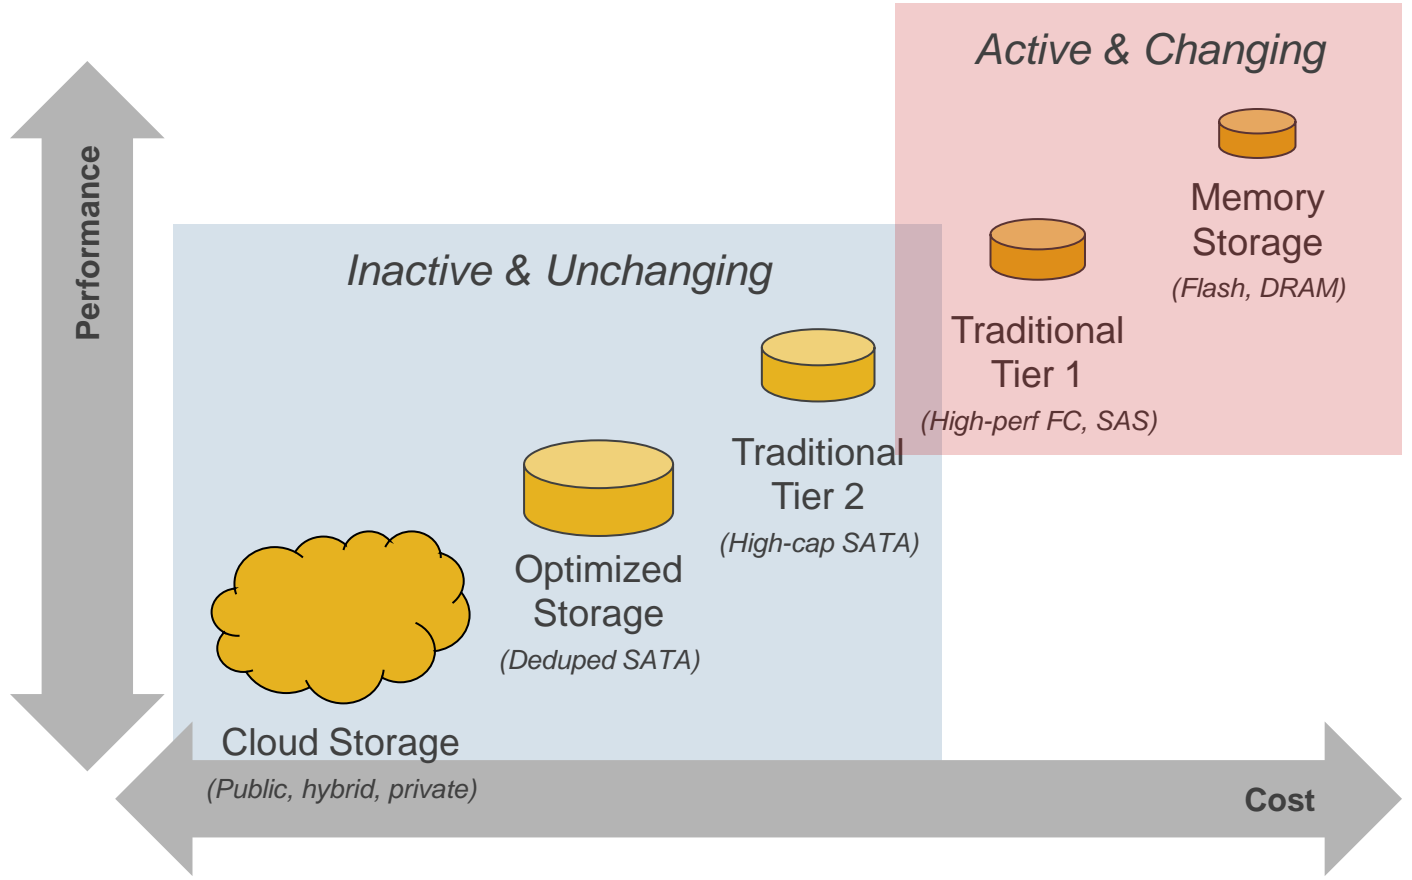 Active & Changing
Performance
Memory
Storage
(Flash, DRAM)
Inactive & Unchanging
Traditional
Tier 1
(High-perf FC, SAS)
Traditional
Tier 2
(High-cap SATA)
Optimized
Storage
(Deduped SATA)
Cloud Storage
(Public, hybrid, private)
Cost